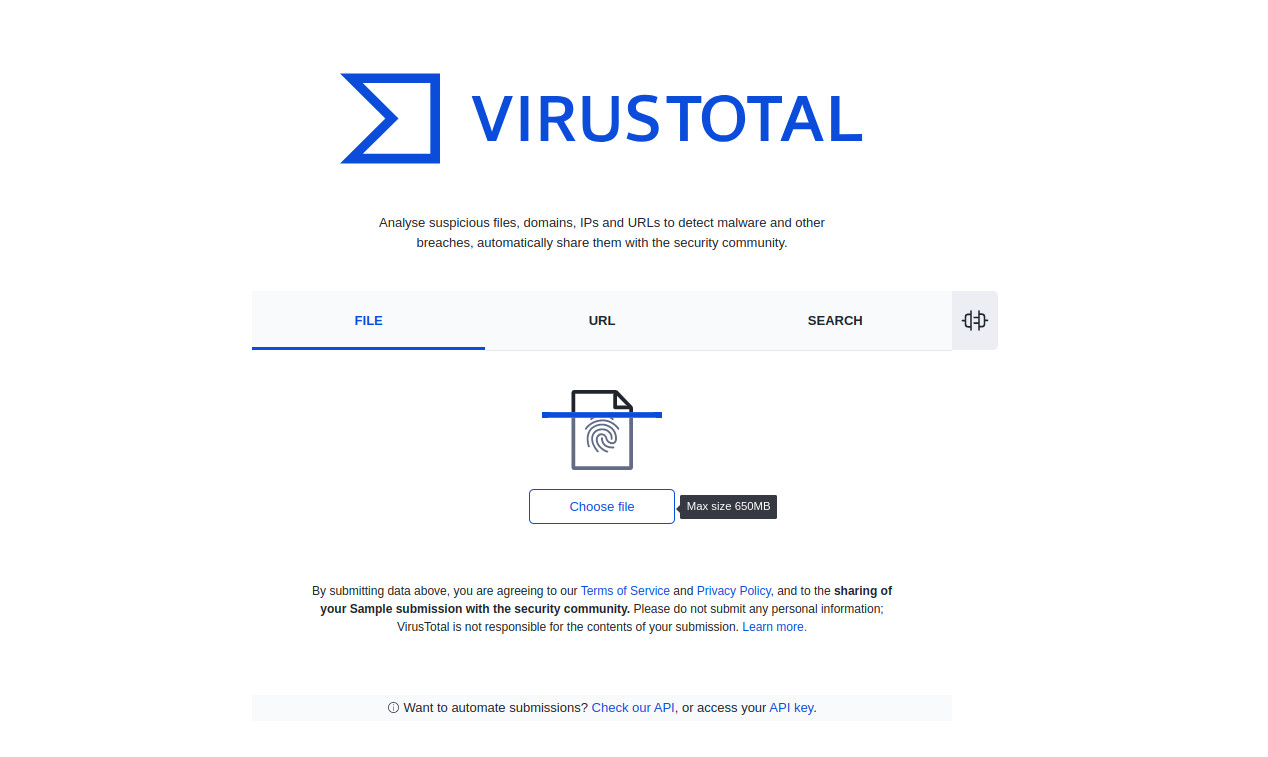 VIRUSTOTAL
Analyse suspicious files, domains, IPs and URLs to detect malware and other
breaches, automatically share them with the security community.
FILE URL SEARCH
Choose file Max size 650MB
By submitting data above, you are agreeing to our Terms of Service and Privacy Policy, and to the sharing of
your Sample submission with the security community. Please do not submit any personal information;
VirusTotal is not responsible for the contents of your submission. Learn more.
Want to automate submissions? Check our API, or access your API key.